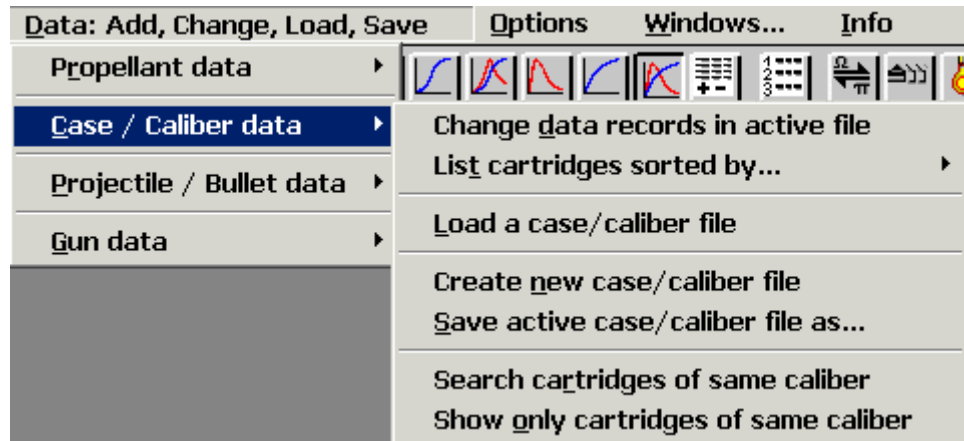 Data: Add, Change, Load, Save Options Windows... Info
Propellant data
Case / Caliber data
Projectile / Bullet data
Gun data
Change data records in active file
List cartridges sorted by...
Load a case/caliber file
Create new case/caliber file
Save active case/caliber file as...
Search cartridges of same caliber
Show only cartridges of same caliber